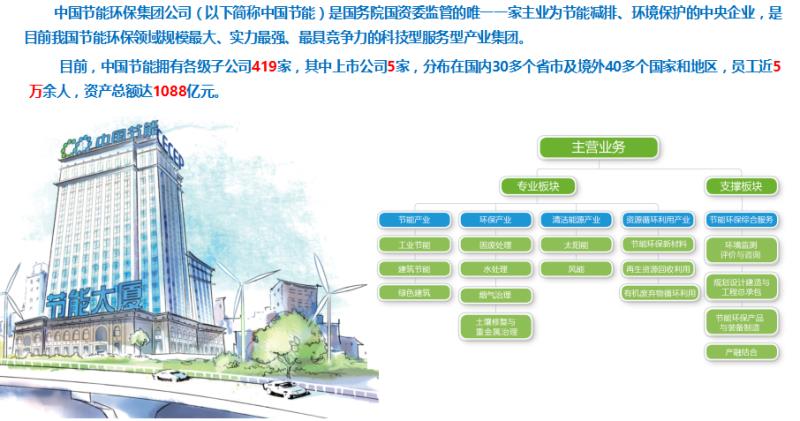 中国节能环保集团公司（以下简称中国节能）是国务院国资委监管的唯一一家主业为节能减排、环境保护的中央企业，是
目前我国节能环保领域规模最大、实力最强、最具竞争力的科技型服务型产业集团。
目前，中国节能拥有各级子公司419家，其中上市公司5家，分布在国内30多个省市及境外40多个国家和地区，员工近5
万余人，资产总额达1088亿元。
中国节能
CECEP
节能大厦
主营业务
专业板块
支撑板块
节能产业
环保产业
清洁能源产业
资源循环利用产业
节能环保综合服务
工业节能
固废处理
太阳能
节能环保新材料
环境监测
评价与咨询
建筑节能
水处理
风能
再生资源回收利用
规划设计建造与
工程总承包
绿色建筑
烟气治理
有机废弃物循环利用
土壤修复与
重金属治理
节能环保产品
与装备制造
产融结合